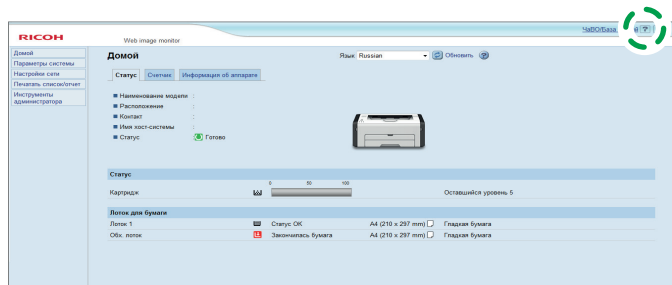 ЧаВО/База
RICOH
Web image monitor
Домой
Параметры системы
Настройки сети
Печатать список/отчет
Инструменты
администратора
Домой
Язык Russian Обновить
Статус Счетчик Информация об аппарате
Наименование модели :
Расположение :
Контакт :
Имя хост-системы :
Статус : Готово
Статус
0 50 100
Картридж Оставшийся уровень 5
Лоток для бумаги
Лоток 1 Статус OK A4 (210 x 297 mm) Гладкая бумага
Обх. лоток Закончилась бумага A4 (210 x 297 mm) Гладкая бумага